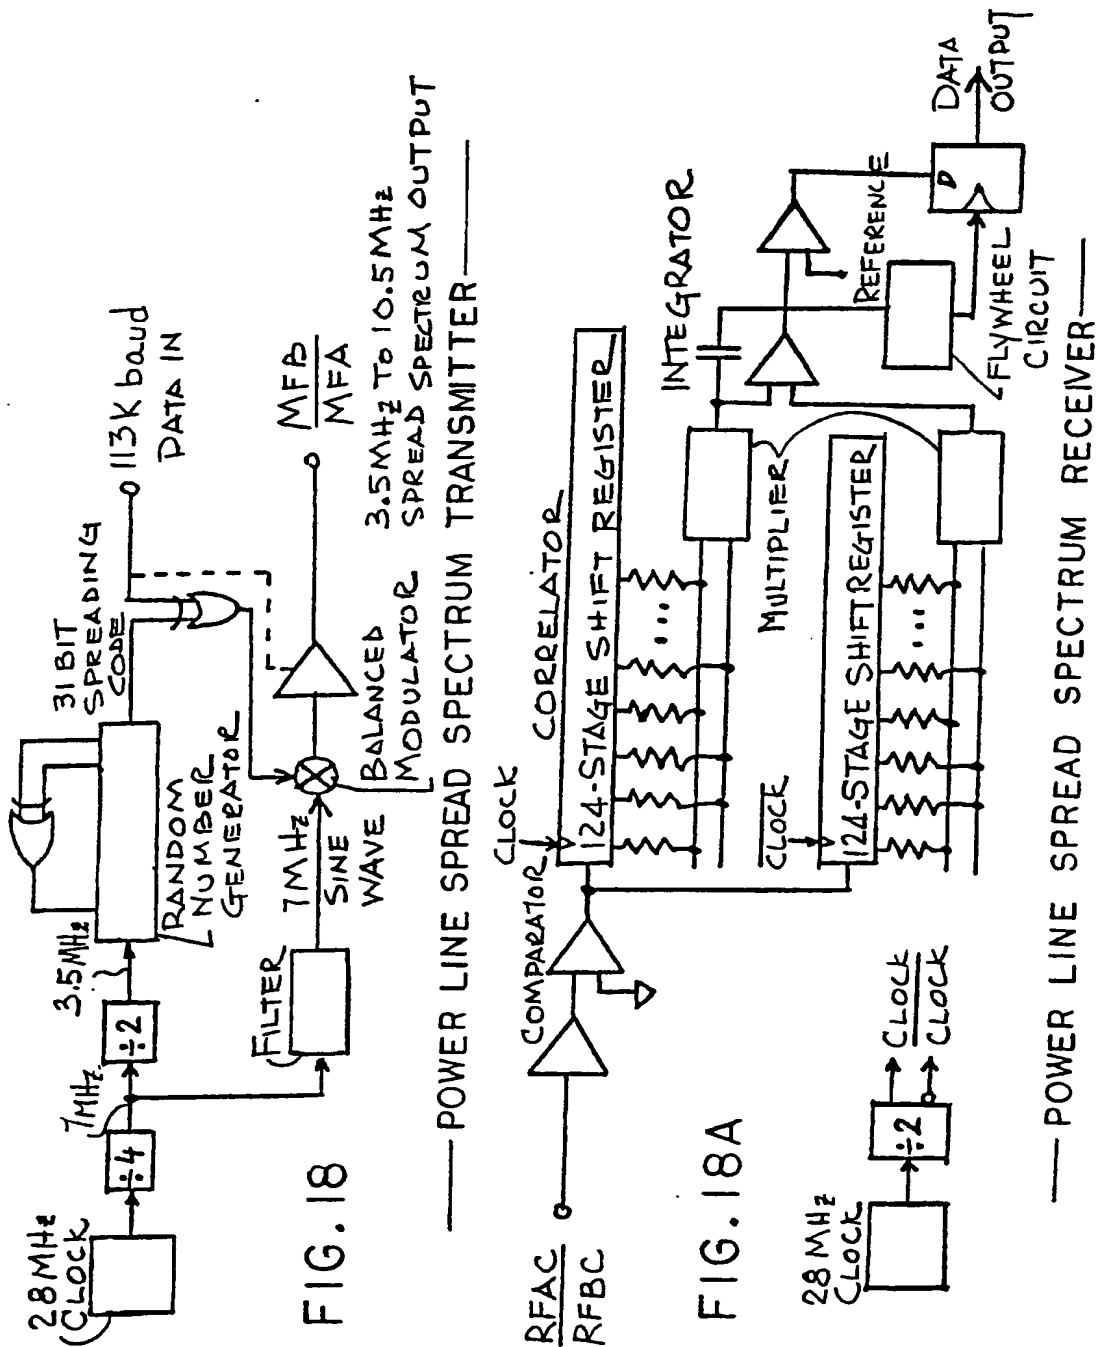 28MHz
CLOCK
÷4
7MHz
÷2
3.5MHz
RANDOM
NUMBER
GENERATOR
31 BIT
SPREADING
CODE
113K baud
DATA IN
FILTER
7MHz
SINE
WAVE
BALANCED
MODULATOR
MFB
MFA
3.5MHz TO 10.5MHz
SPREAD SPECTRUM OUTPUT
FIG. 18
POWER LINE SPREAD SPECTRUM TRANSMITTER
RFAC
RFBC
COMPARATOR
CLOCK
CORRELATOR
124-STAGE SHIFT REGISTER
...
INTEGRATOR
MULTIPLIER
CLOCK
124-STAGE SHIFT REGISTER
...
REFERENCE
FLYWHEEL
CIRCUIT
D
DATA
OUTPUT
FIG. 18A
28MHz
CLOCK
÷2
CLOCK
CLOCK
POWER LINE SPREAD SPECTRUM RECEIVER